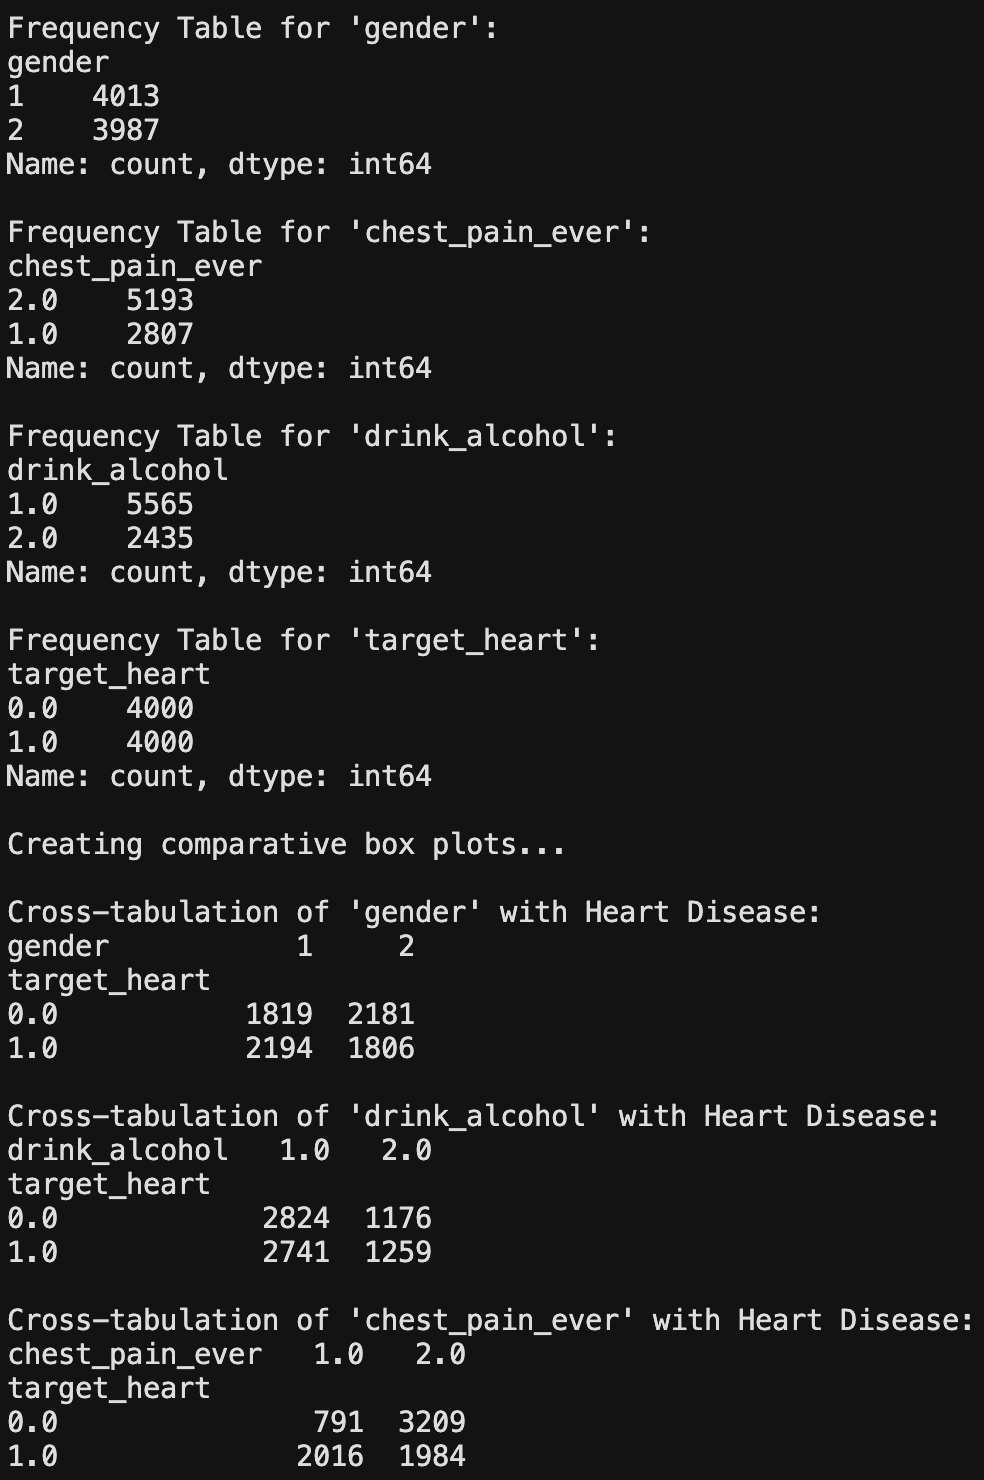 Frequency Table for 'gender':
gender
1    4013
2    3987
Name: count, dtype: int64

Frequency Table for 'chest_pain_ever':
chest_pain_ever
2.0    5193
1.0    2807
Name: count, dtype: int64

Frequency Table for 'drink_alcohol':
drink_alcohol
1.0    5565
2.0    2435
Name: count, dtype: int64

Frequency Table for 'target_heart':
target_heart
0.0    4000
1.0    4000
Name: count, dtype: int64

Creating comparative box plots...

Cross-tabulation of 'gender' with Heart Disease:
gender           1     2
target_heart
0.0           1819  2181
1.0           2194  1806

Cross-tabulation of 'drink_alcohol' with Heart Disease:
drink_alcohol   1.0   2.0
target_heart
0.0            2824  1176
1.0            2741  1259

Cross-tabulation of 'chest_pain_ever' with Heart Disease:
chest_pain_ever   1.0   2.0
target_heart
0.0               791  3209
1.0              2016  1984